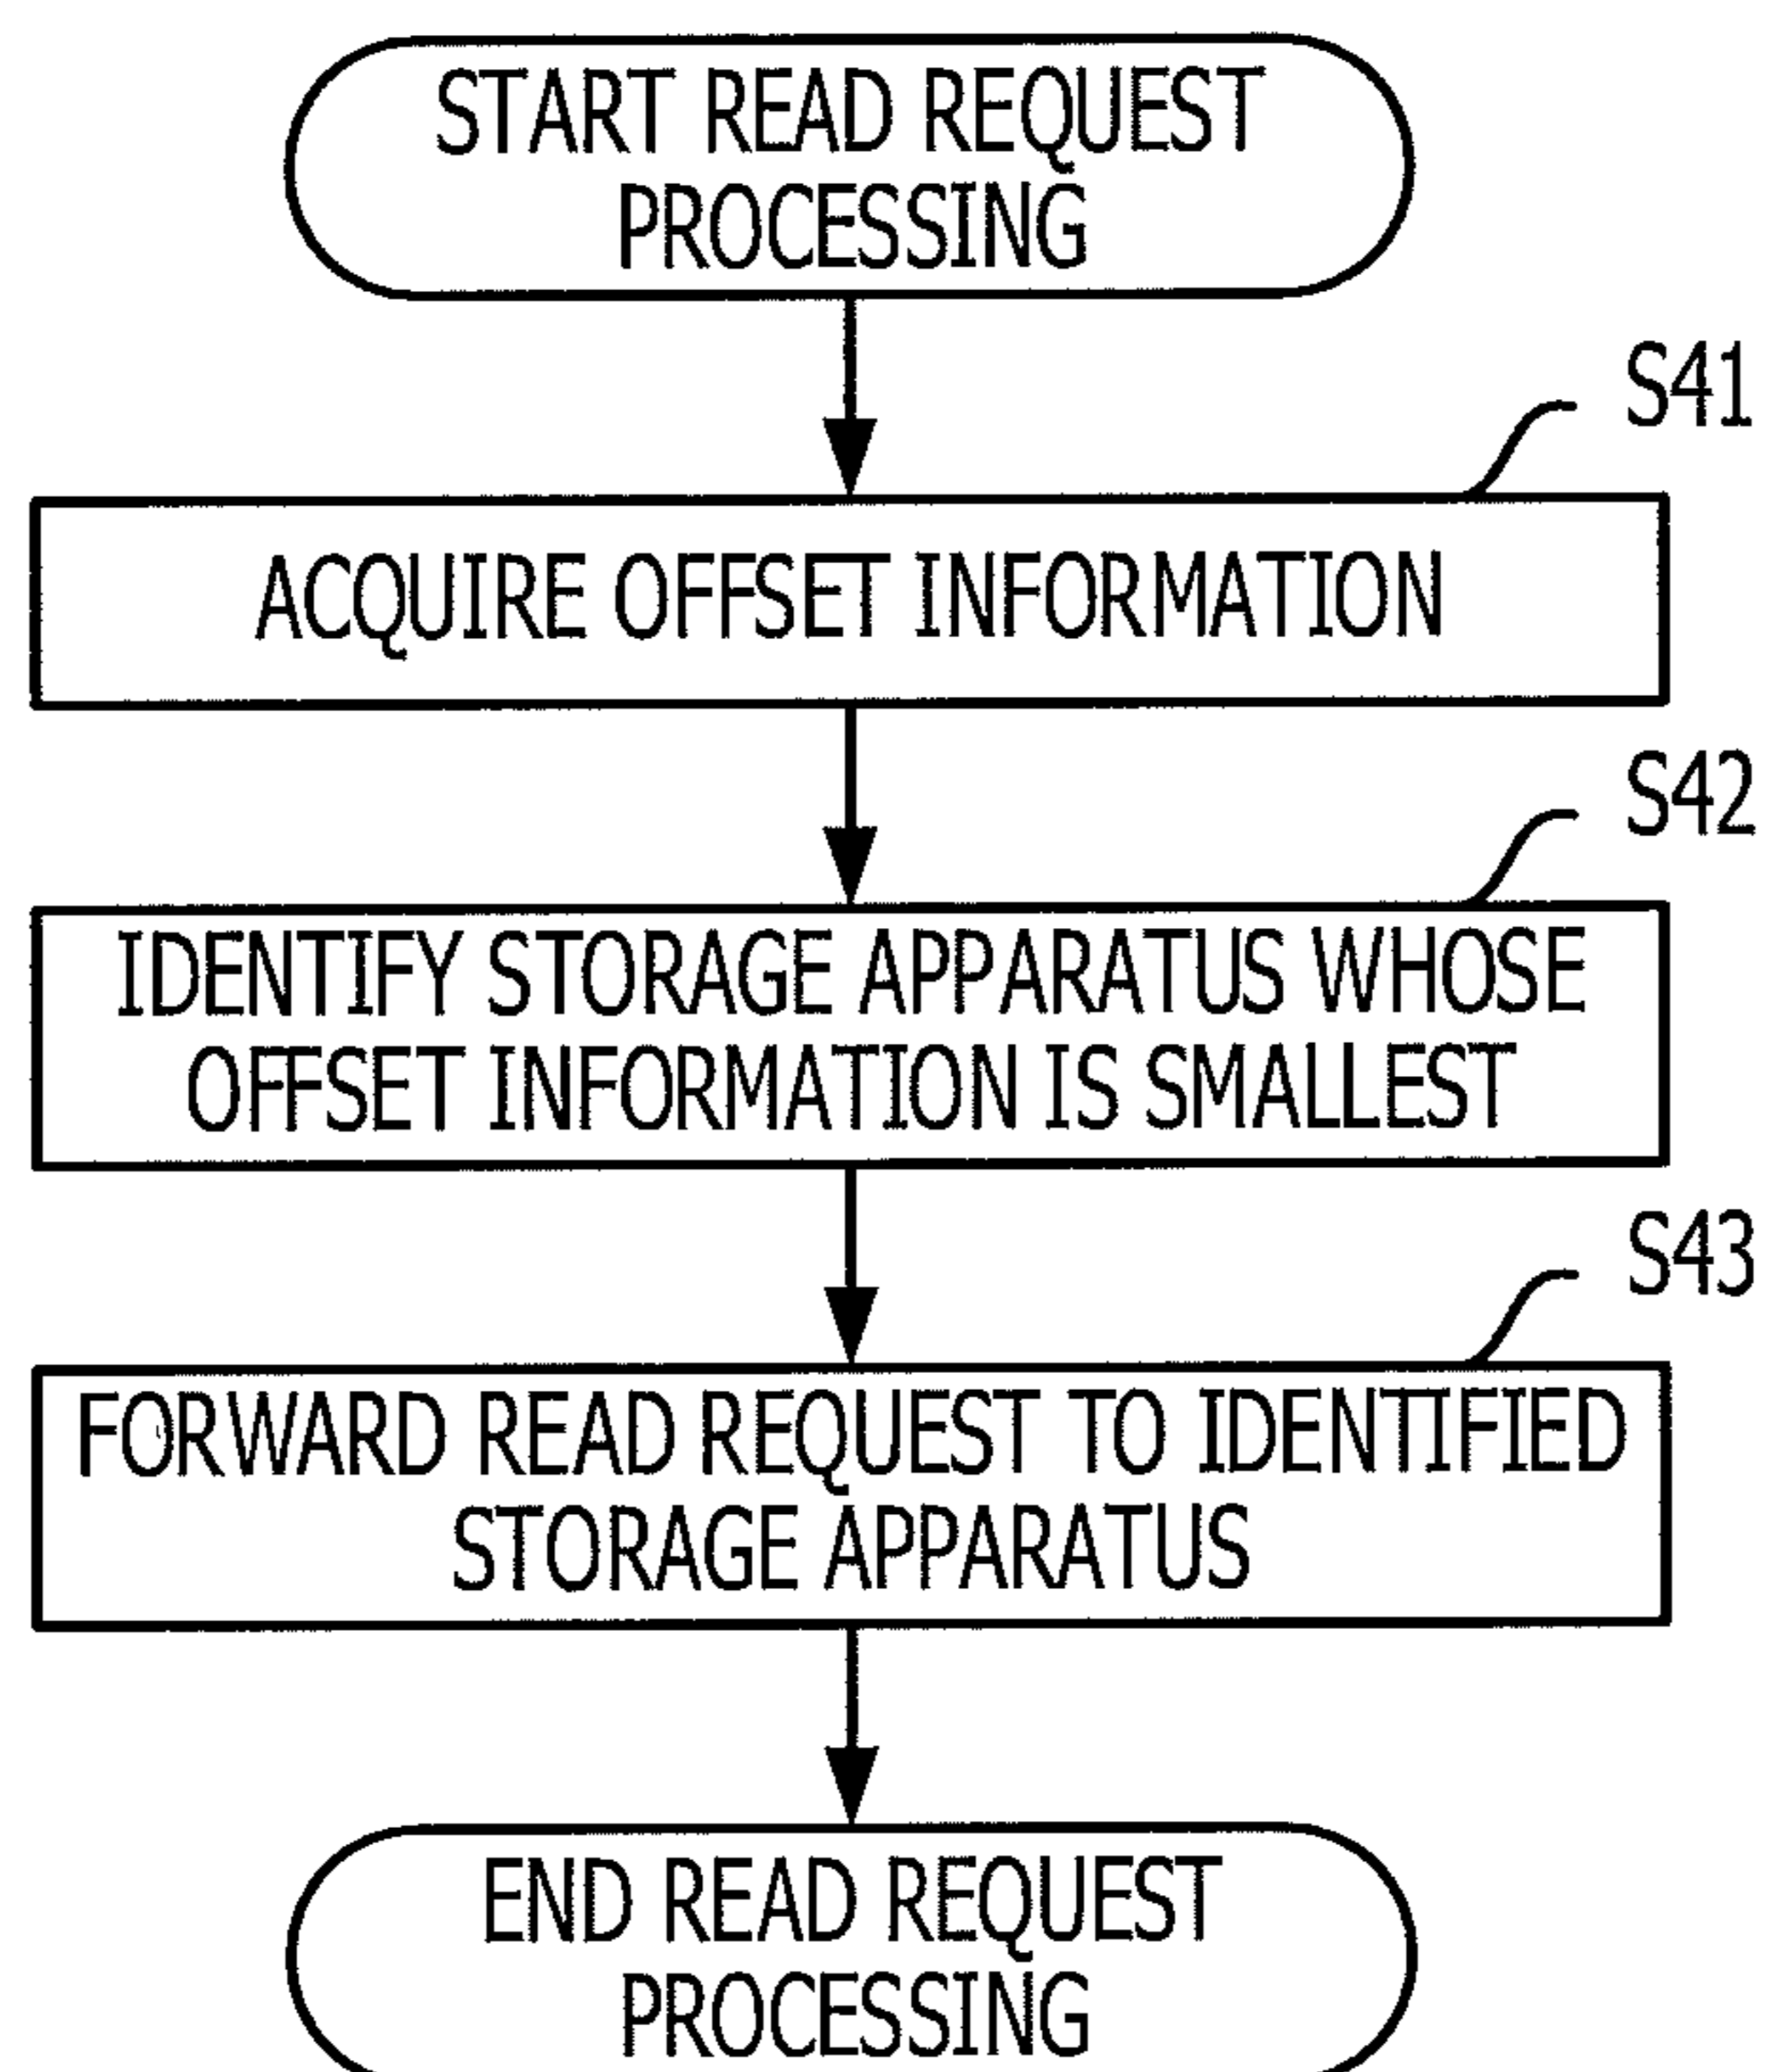 START READ REQUEST
PROCESSING
S41
ACQUIRE OFFSET INFORMATION
S42
IDENTIFY STORAGE APPARATUS WHOSE
OFFSET INFORMATION IS SMALLEST
S43
FORWARD READ REQUEST TO IDENTIFIED
STORAGE APPARATUS
END READ REQUEST
PROCESSING